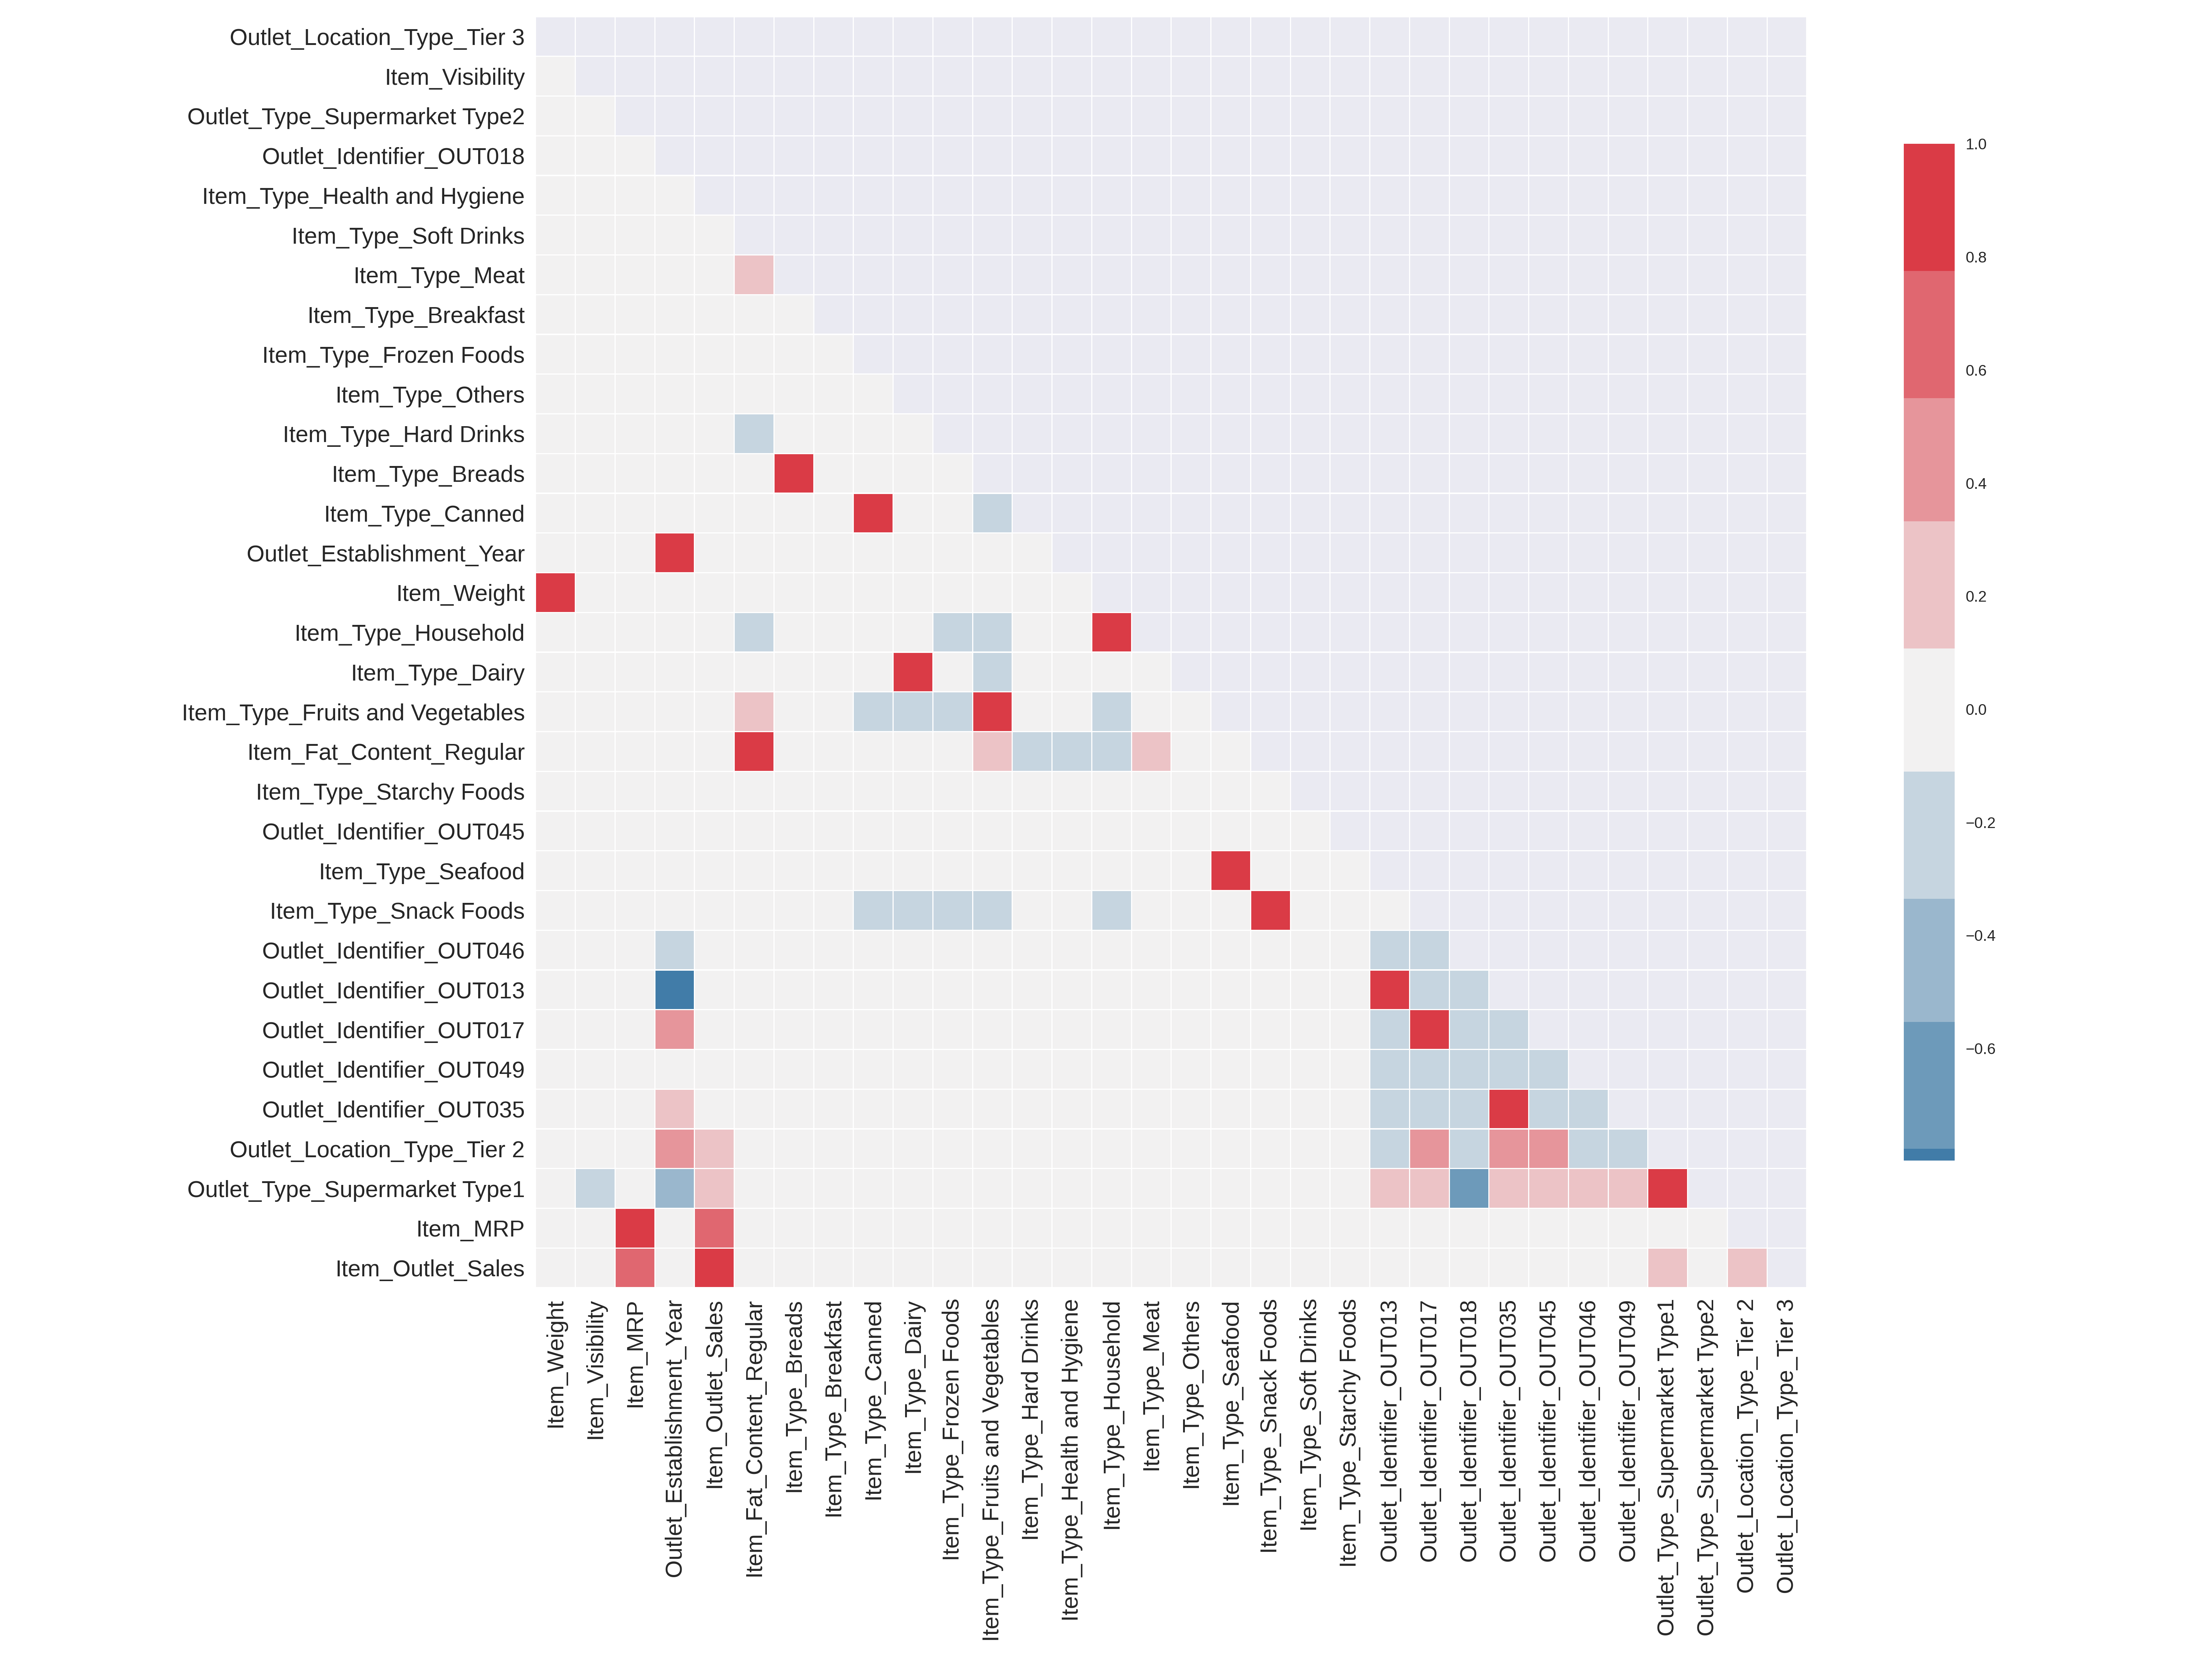 Outlet_Location_Type_Tier 3
Item_Visibility
Outlet_Type_Supermarket Type2
Outlet_Identifier_OUT018
Item_Type_Health and Hygiene
Item_Type_Soft Drinks
Item_Type_Meat
Item_Type_Breakfast
Item_Type_Frozen Foods
Item_Type_Others
Item_Type_Hard Drinks
Item_Type_Breads
Item_Type_Canned
Outlet_Establishment_Year
Item_Weight
Item_Type_Household
Item_Type_Dairy
Item_Type_Fruits and Vegetables
Item_Fat_Content_Regular
Item_Type_Starchy Foods
Outlet_Identifier_OUT045
Item_Type_Seafood
Item_Type_Snack Foods
Outlet_Identifier_OUT046
Outlet_Identifier_OUT013
Outlet_Identifier_OUT017
Outlet_Identifier_OUT049
Outlet_Identifier_OUT035
Outlet_Location_Type_Tier 2
Outlet_Type_Supermarket Type1
Item_MRP
Item_Outlet_Sales
Item_Weight
Item_Visibility
Item_MRP
Outlet_Establishment_Year
Item_Outlet_Sales
Item_Fat_Content_Regular
Item_Type_Breads
Item_Type_Breakfast
Item_Type_Canned
Item_Type_Dairy
Item_Type_Frozen Foods
Item_Type_Fruits and Vegetables
Item_Type_Hard Drinks
Item_Type_Health and Hygiene
Item_Type_Household
Item_Type_Meat
Item_Type_Others
Item_Type_Seafood
Item_Type_Snack Foods
Item_Type_Soft Drinks
Item_Type_Starchy Foods
Outlet_Identifier_OUT013
Outlet_Identifier_OUT017
Outlet_Identifier_OUT018
Outlet_Identifier_OUT035
Outlet_Identifier_OUT045
Outlet_Identifier_OUT046
Outlet_Identifier_OUT049
Outlet_Type_Supermarket Type1
Outlet_Type_Supermarket Type2
Outlet_Location_Type_Tier 2
Outlet_Location_Type_Tier 3
1.0
0.8
0.6
0.4
0.2
0.0
−0.2
−0.4
−0.6